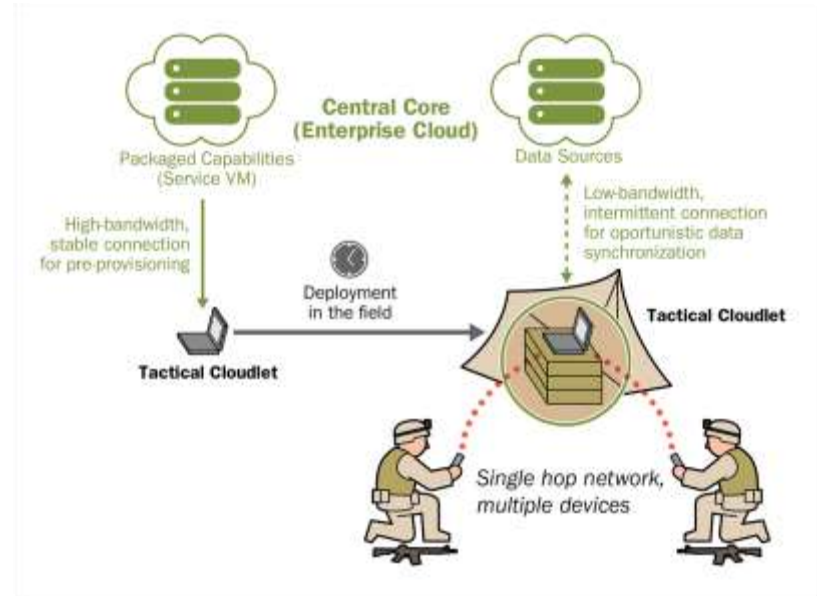 Central Core
(Enterprise Cloud)
Packaged Capabilities
(Service VM)
Data Sources
High-bandwidth,
stable connection
for pre-provisioning
Low-bandwidth,
intermittent connection
for oportunistic data
synchronization
Deployment
in the field
Tactical Cloudlet
Tactical Cloudlet
Single hop network,
multiple devices